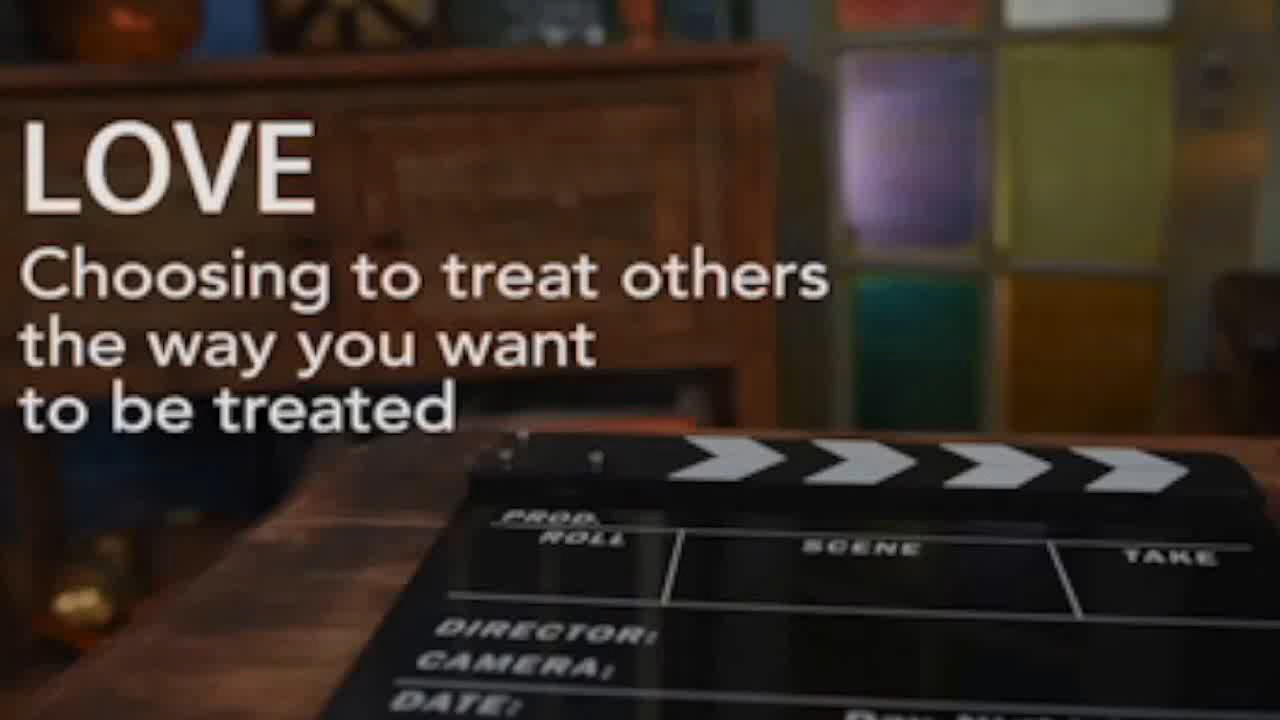 LOVE
Choosing to treat others
the way you want
to be treated
PROD.
ROLL
SCENE
TAKE
DIRECTOR:
CAMERA:
DATE: